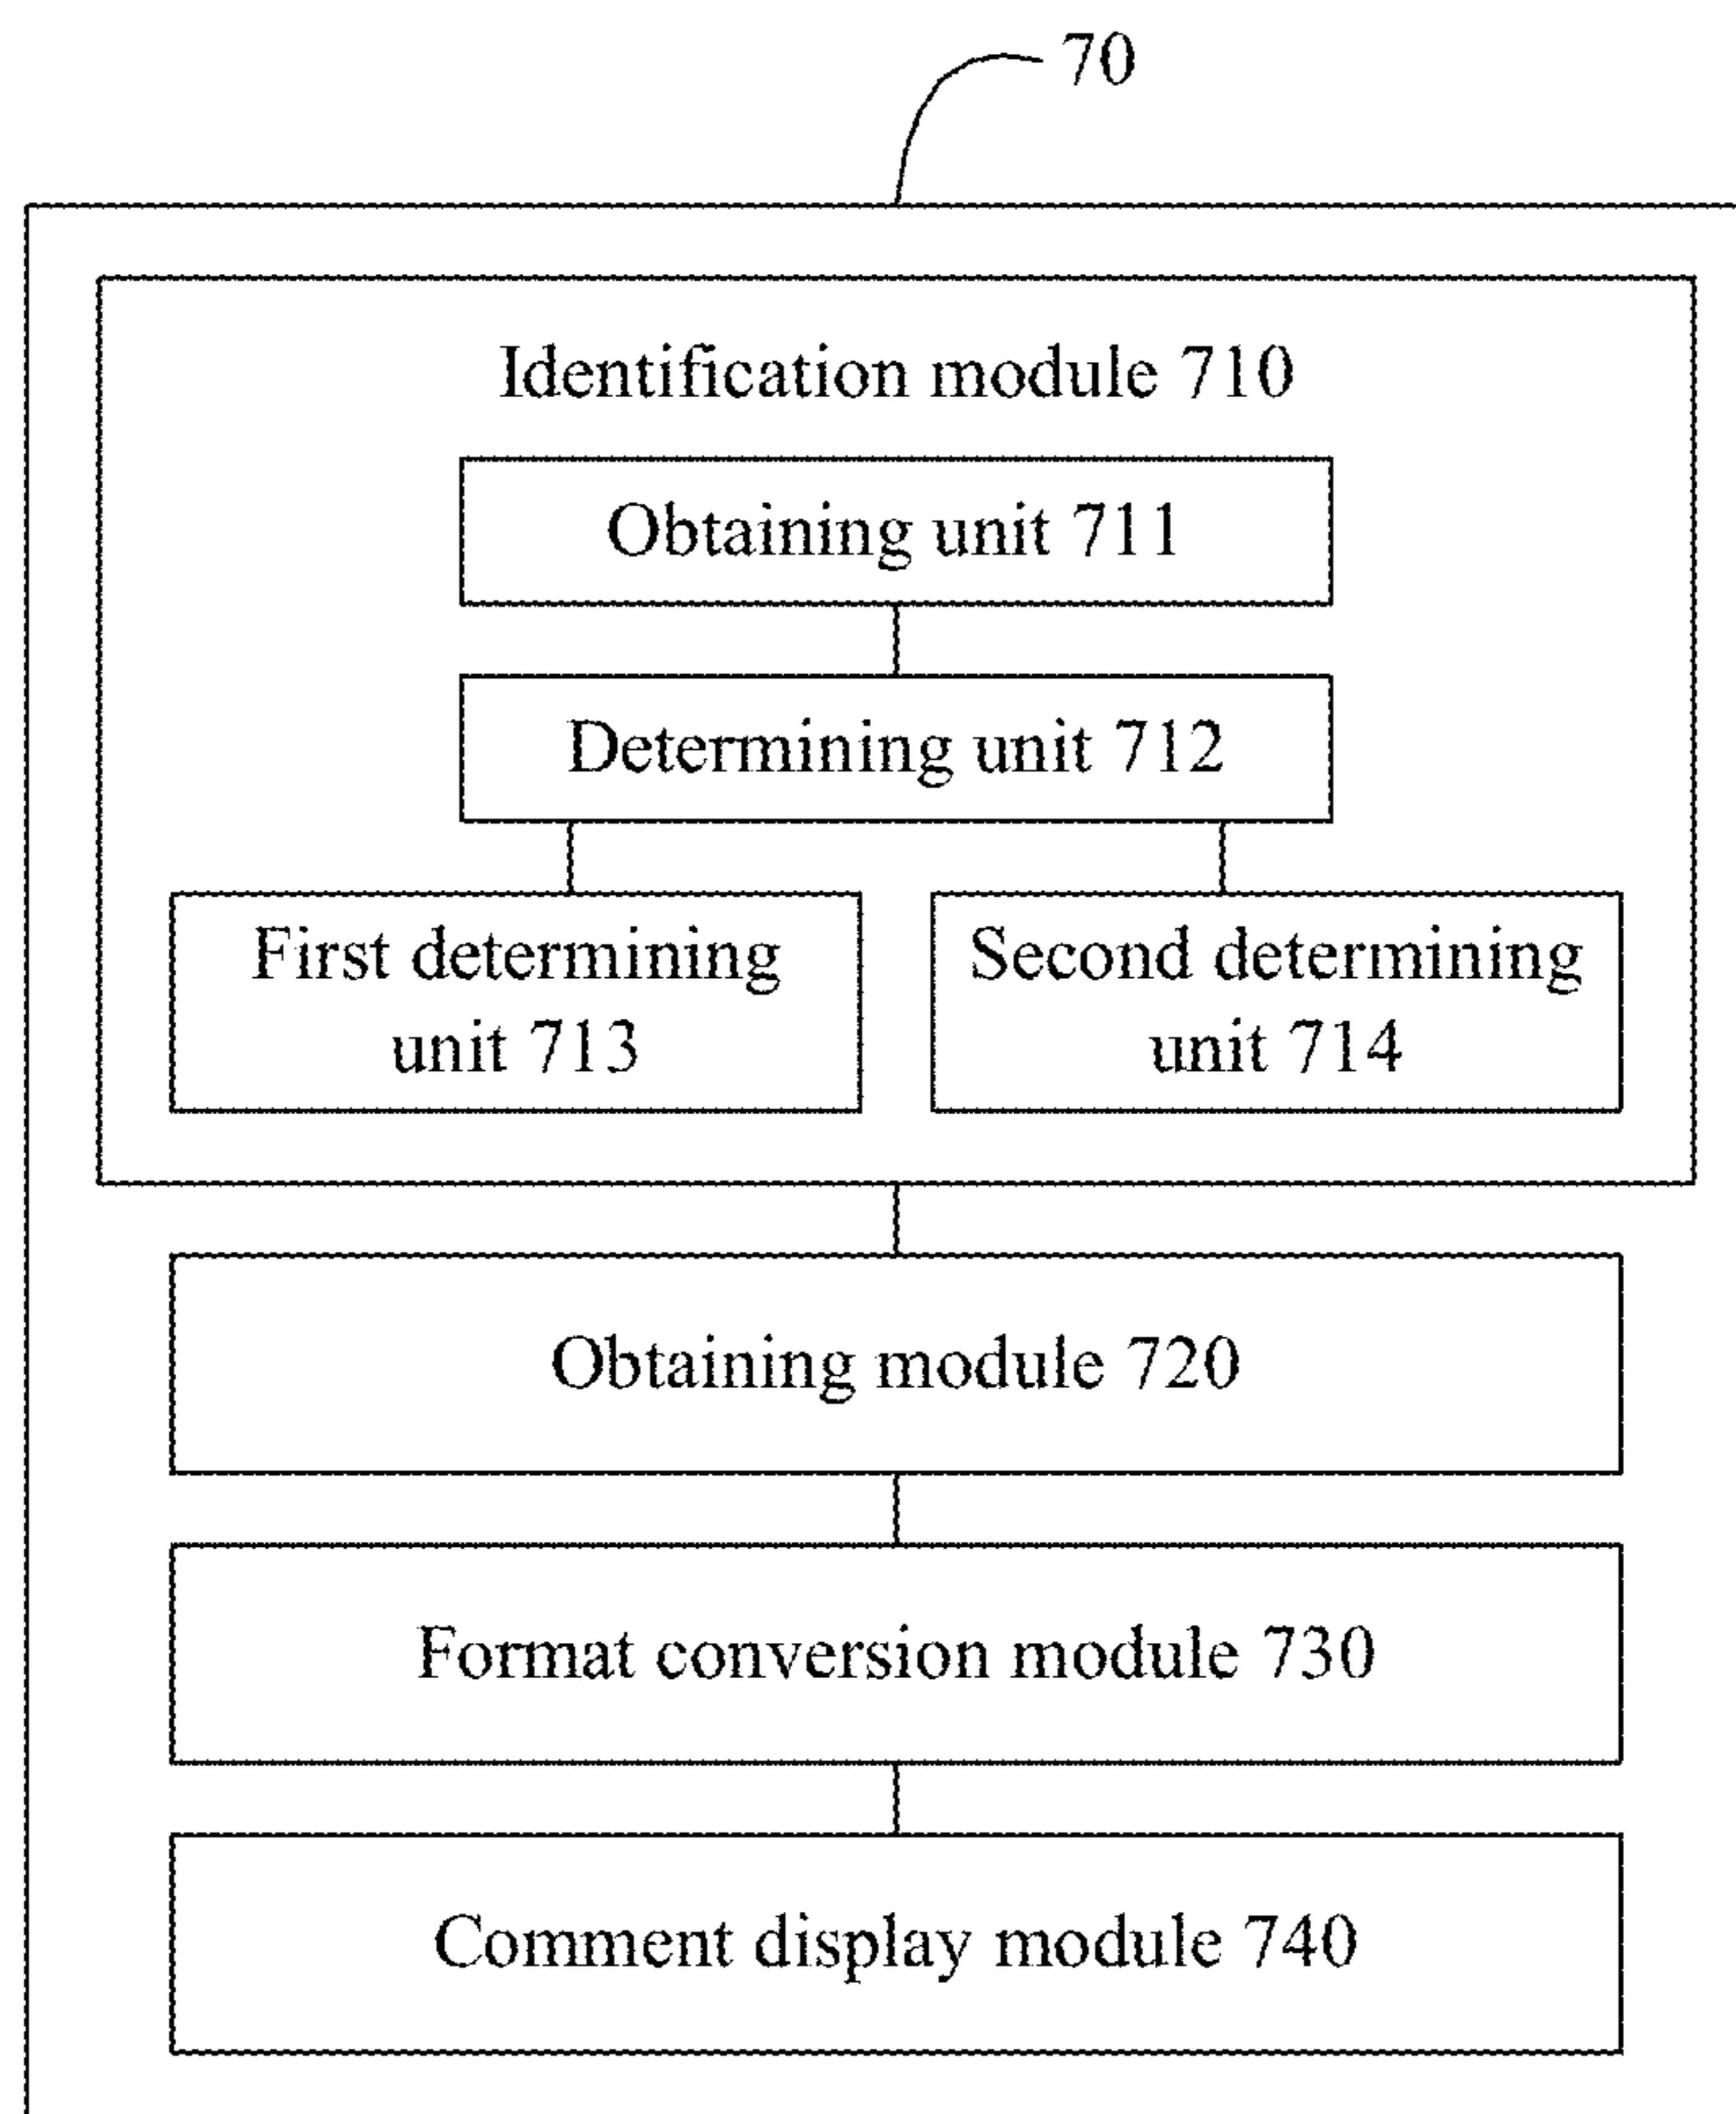 70
Identification module 710
Obtaining unit 711
Determining unit 712
First determining
unit 713
Second determining
unit 714
Obtaining module 720
Format conversion module 730
Comment display module 740